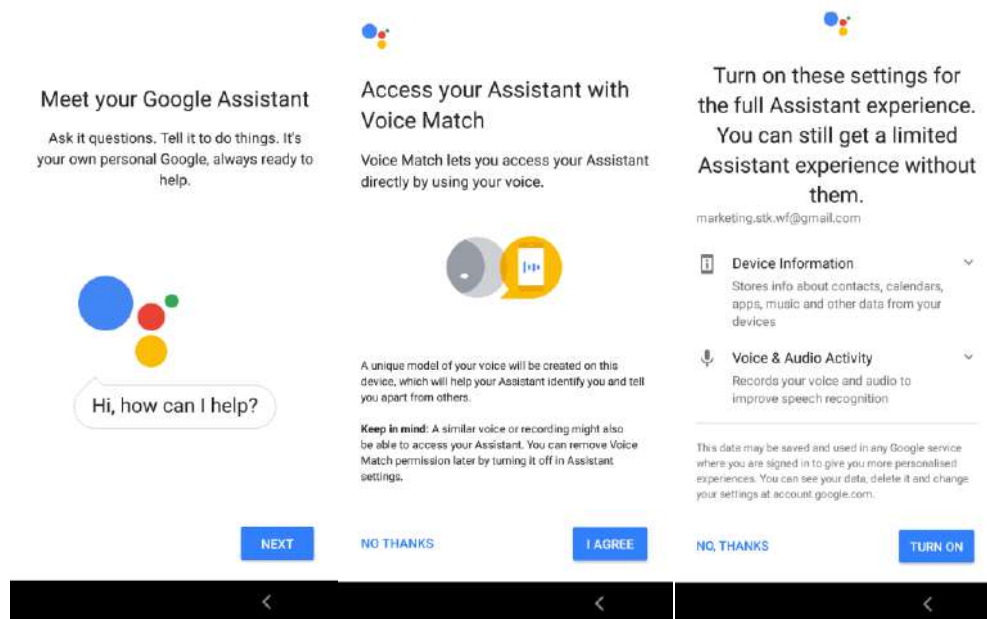 Meet your Google Assistant
Ask it questions. Tell it to do things. It's
your own personal Google, always ready to
help.
Hi, how can I help?
NEXT
Access your Assistant with
Voice Match
Voice Match lets you access your Assistant
directly by using your voice.
A unique model of your voice will be created on this
device, which will help your Assistant identify you and tell
you apart from others.
Keep in mind: A similar voice or recording might also
be able to access your Assistant. You can remove Voice
Match permission later by turning it off in Assistant
settings.
NO THANKS
I AGREE
Turn on these settings for
the full Assistant experience.
You can still get a limited
Assistant experience without
them.
marketing.stk.wf@gmail.com
Device Information
Stores info about contacts, calendars,
apps, music and other data from your
devices
Voice & Audio Activity
Records your voice and audio to
improve speech recognition
This date may be saved and used in any Google service
where you are signed in to give you more personalised
experiences. You can see your data, delete it and change
your settings at account.google.com.
NO, THANKS
TURN ON